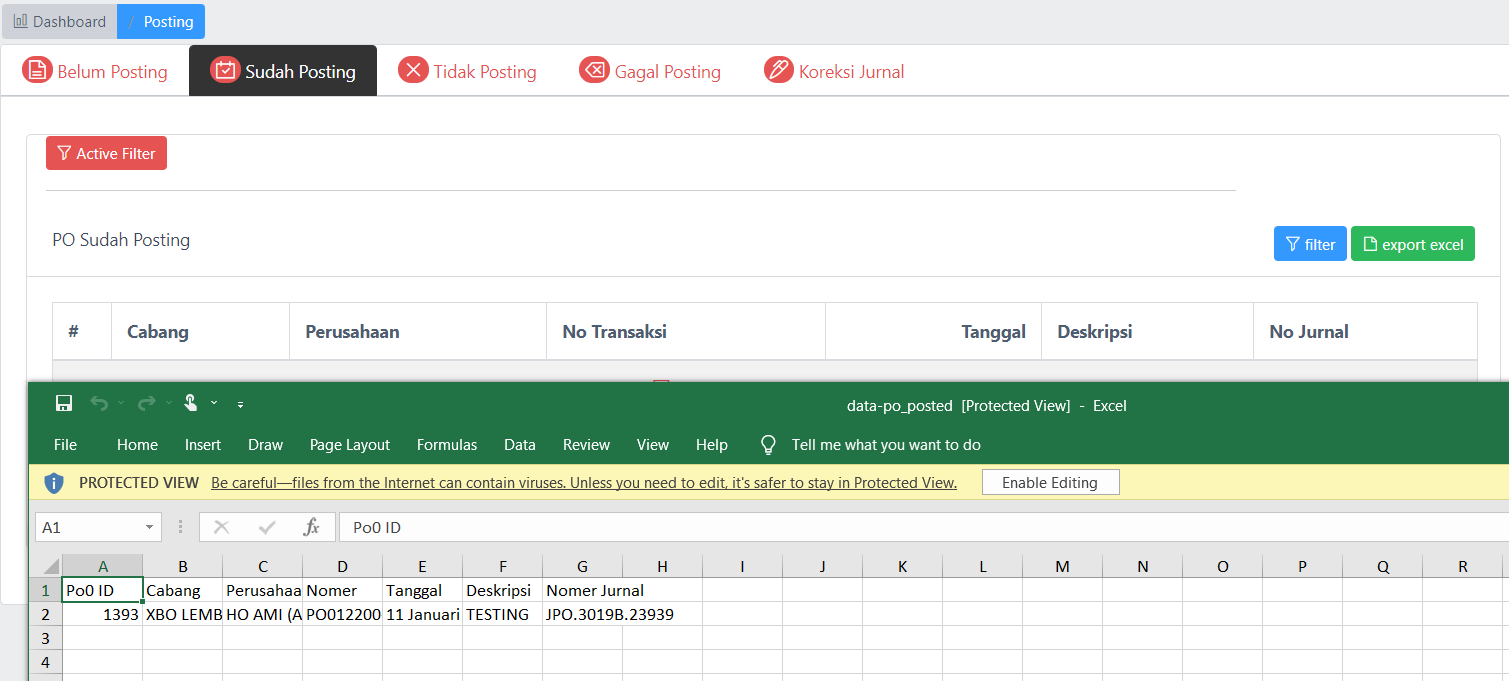 Dashboard / Posting
Belum Posting Sudah Posting Tidak Posting Gagal Posting Koreksi Jurnal
Active Filter
PO Sudah Posting
filter export excel
# Cabang Perusahaan No Transaksi Tanggal Deskripsi No Jurnal
data-po_posted [Protected View] - Excel
File Home Insert Draw Page Layout Formulas Data Review View Help Tell me what you want to do
PROTECTED VIEW Be careful—files from the Internet can contain viruses. Unless you need to edit, it's safer to stay in Protected View. Enable Editing
A1 fx Po0 ID
A B C D E F G H I J K L M N O P Q R
1 Po0 ID Cabang Perusahaa Nomer Tanggal Deskripsi Nomer Jurnal
2 1393 XBO LEMB HO AMI (A PO012200 11 Januari TESTING JPO.3019B.23939
3
4